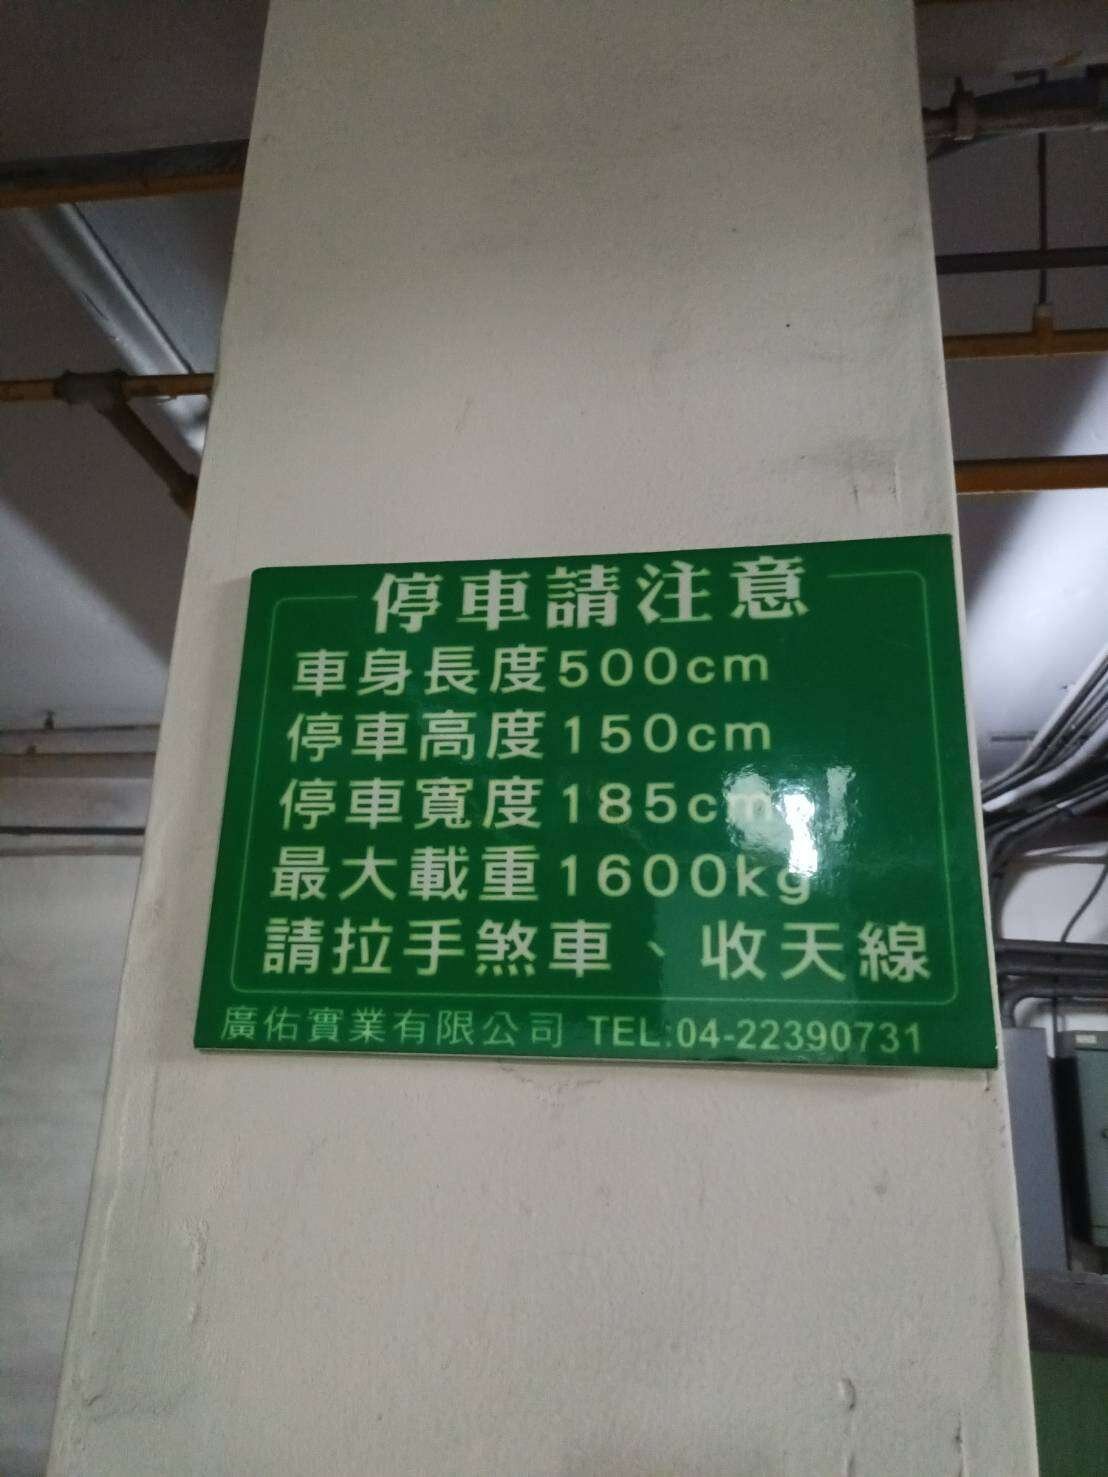 停車請注意
車身長度500cm
停車高度150cm
停車寬度185cm
最大載重1600kg
請拉手煞車、收天線
廣佑實業有限公司 TEL:04-22390731